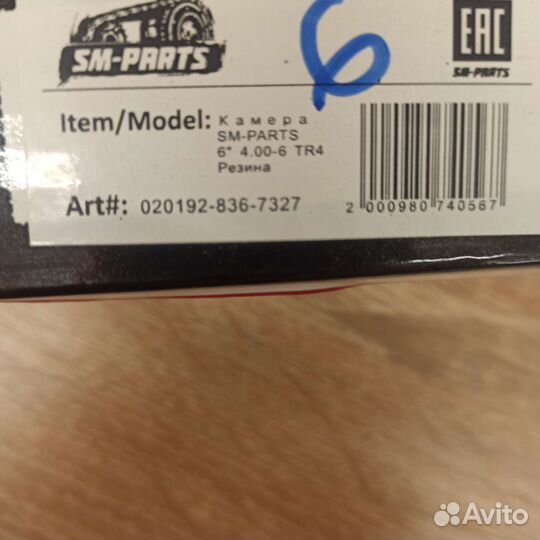 SM-PARTS
6
EAC
SM-PARTS
Item/Model: Камера
SM-PARTS
6" 4.00-6 TR4
Резина
Art#: 020192-836-7327
2 000980 740567
Avito